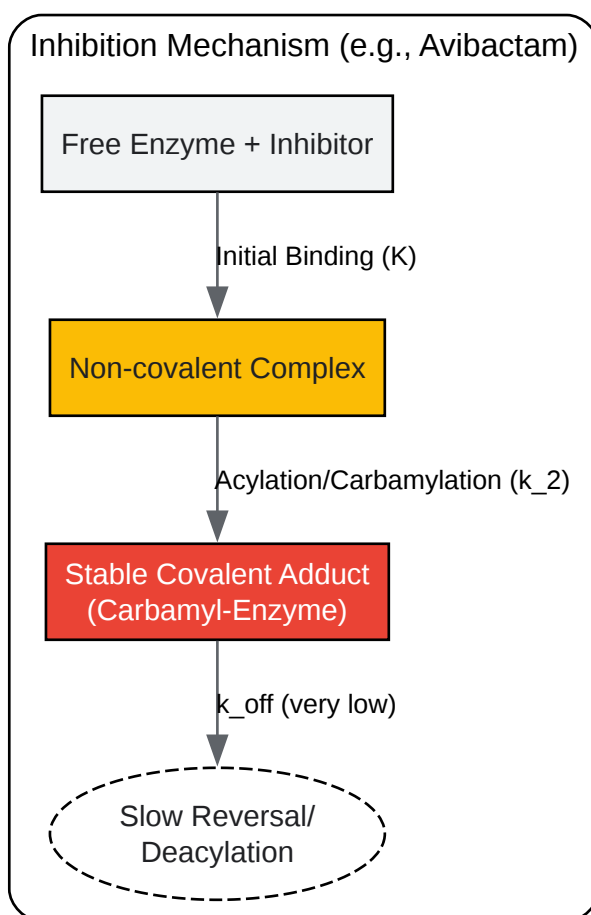 Inhibition Mechanism (e.g., Avibactam)
Free Enzyme + Inhibitor
Initial Binding (K)
Non-covalent Complex
Acylation/Carbamylation (k_2)
Stable Covalent Adduct
(Carbamyl-Enzyme)
k_off (very low)
Slow Reversal/
Deacylation